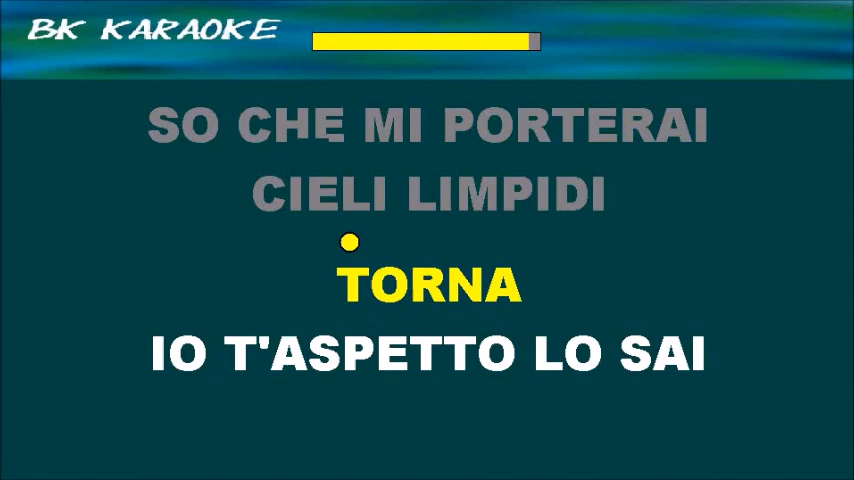 BK KARAOKE
SO CHE MI PORTERAI
CIELI LIMPIDI
TORNA
IO T'ASPETTO LO SAI